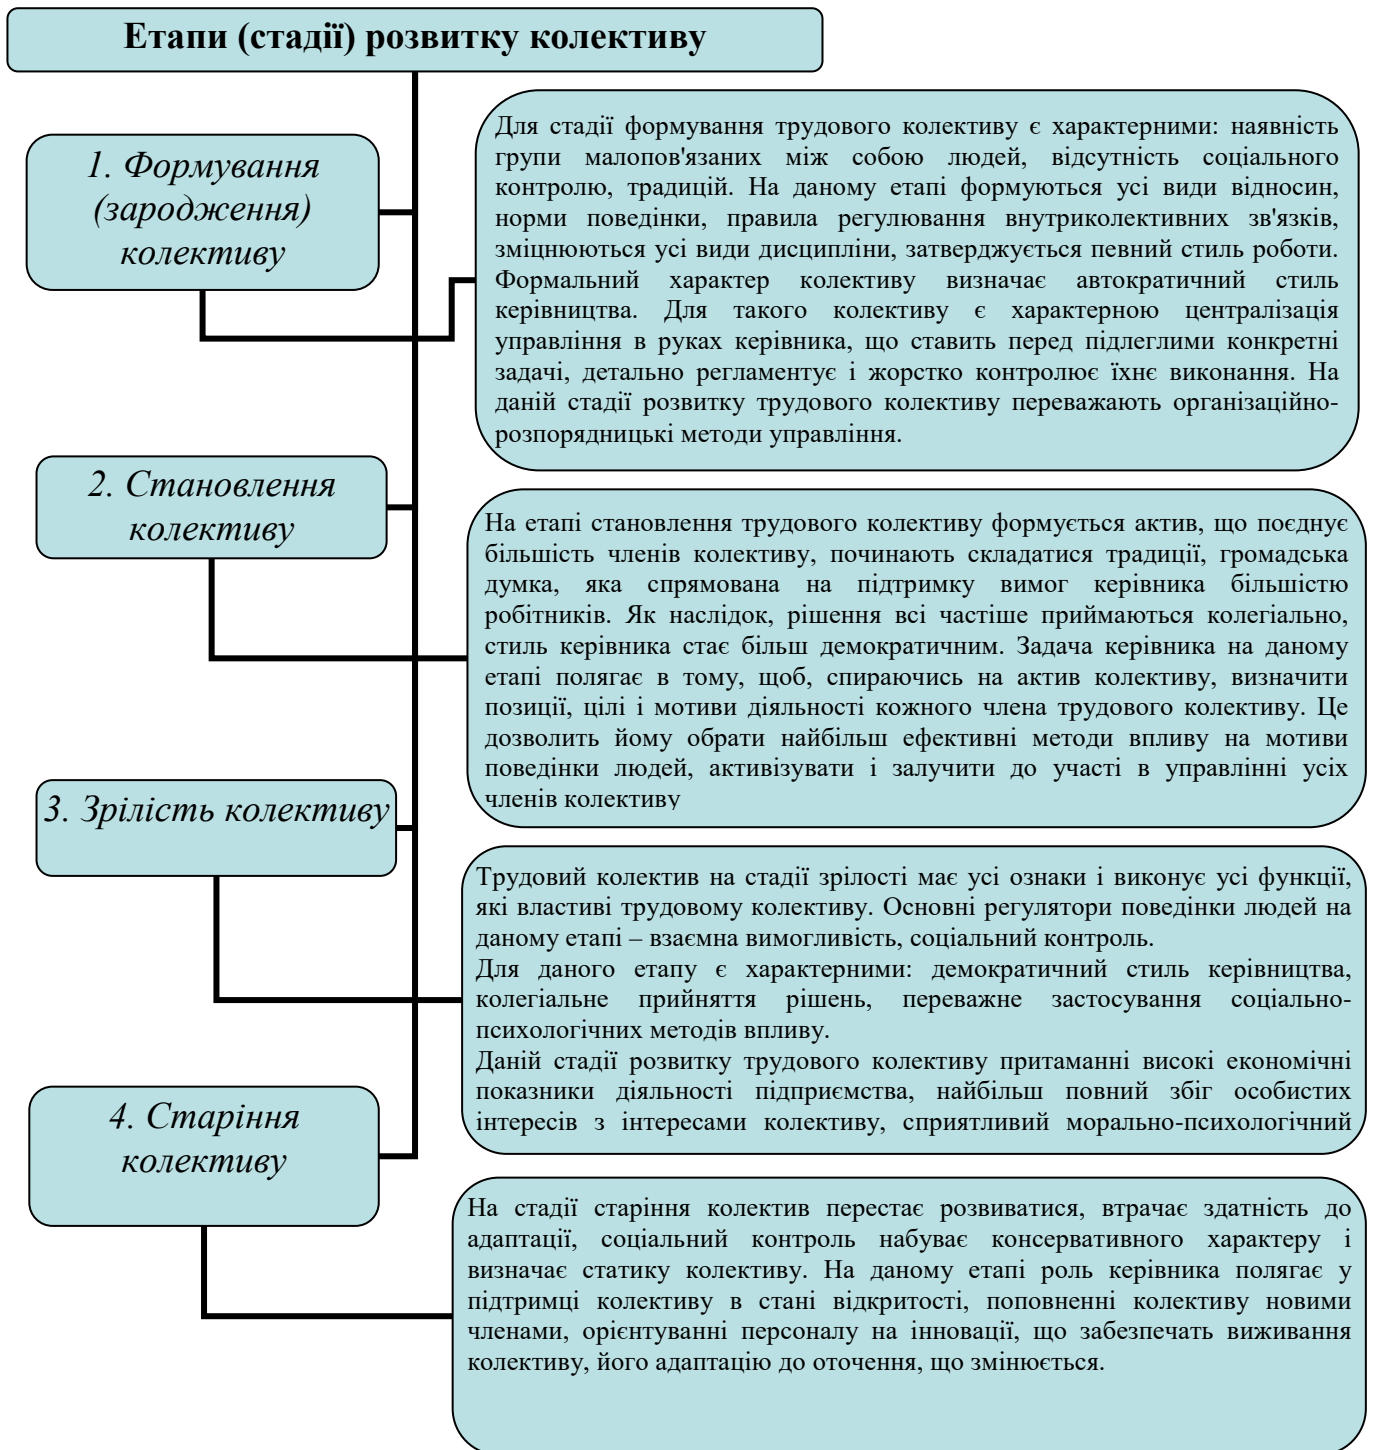 Етапи (стадії) розвитку колективу
1. Формування
(зародження)
колективу
Для стадії формування трудового колективу є характерними: наявність
групи малопов'язаних між собою людей, відсутність соціального
контролю, традицій. На даному етапі формуються усі види відносин,
норми поведінки, правила регулювання внутриколективних зв'язків,
зміцнюються усі види дисципліни, затверджується певний стиль роботи.
Формальний характер колективу визначає автократичний стиль
керівництва. Для такого колективу є характерною централізація
управління в руках керівника, що ставить перед підлеглими конкретні
задачі, детально регламентує і жорстко контролює їхнє виконання. На
даній стадії розвитку трудового колективу переважають організаційно-
розпорядницькі методи управління.
2. Становлення
колективу
На етапі становлення трудового колективу формується актив, що поєднує
більшість членів колективу, починають складатися традиції, громадська
думка, яка спрямована на підтримку вимог керівника більшістю
робітників. Як наслідок, рішення всі частіше приймаються колегіально,
стиль керівника стає більш демократичним. Задача керівника на даному
етапі полягає в тому, щоб, спираючись на актив колективу, визначити
позиції, цілі і мотиви діяльності кожного члена трудового колективу. Це
дозволить йому обрати найбільш ефективні методи впливу на мотиви
поведінки людей, активізувати і залучити до участі в управлінні усіх
членів колективу
3. Зрілість колективу
Трудовий колектив на стадії зрілості має усі ознаки і виконує усі функції,
які властиві трудовому колективу. Основні регулятори поведінки людей на
даному етапі – взаємна вимогливість, соціальний контроль.
Для даного етапу є характерними: демократичний стиль керівництва,
колегіальне прийняття рішень, переважне застосування соціально-
психологічних методів впливу.
Даній стадії розвитку трудового колективу притаманні високі економічні
показники діяльності підприємства, найбільш повний збіг особистих
інтересів з інтересами колективу, сприятливий морально-психологічний
4. Старіння
колективу
На стадії старіння колектив перестає розвиватися, втрачає здатність до
адаптації, соціальний контроль набуває консервативного характеру і
визначає статику колективу. На даному етапі роль керівника полягає у
підтримці колективу в стані відкритості, поповненні колективу новими
членами, орієнтуванні персоналу на інновації, що забезпечать виживання
колективу, його адаптацію до оточення, що змінюється.